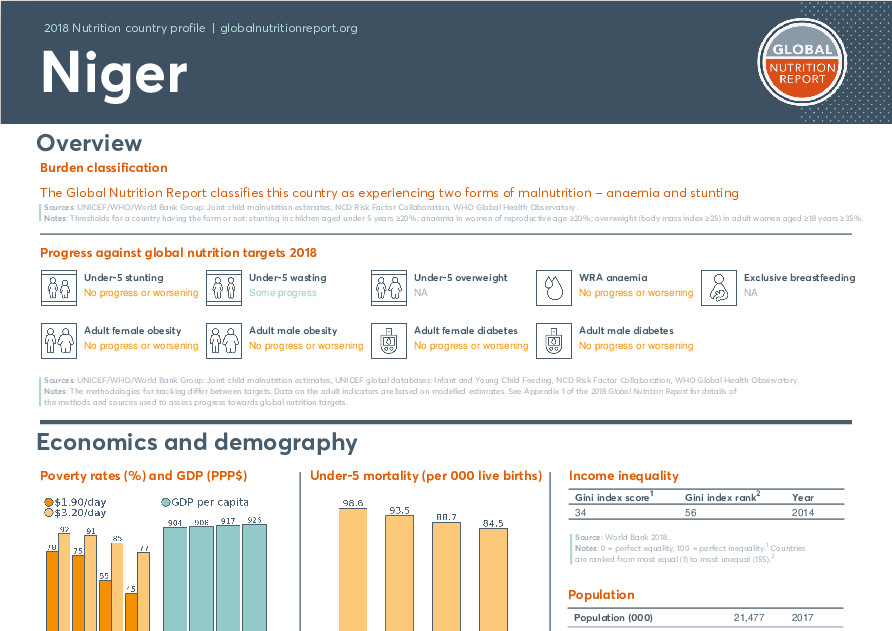 2018 Nutrition country profile | globalnutritionreport.org
Niger
GLOBAL
NUTRITION
REPORT
Overview
Burden classification
The Global Nutrition Report classifies this country as experiencing two forms of malnutrition – anaemia and stunting
Sources: UNICEF/WHO/World Bank Group: Joint child malnutrition estimates, NCD Risk Factor Collaboration, WHO Global Health Observatory.
Notes: Thresholds for a country having the form or not: stunting in children aged under 5 years ≥20%; anaemia in women of reproductive age ≥20%; overweight (body mass index ≥25) in adult women aged ≥18 years ≥35%.
Progress against global nutrition targets 2018
Under-5 stunting
No progress or worsening
Under-5 wasting
Some progress
Under-5 overweight
NA
WRA anaemia
No progress or worsening
Exclusive breastfeeding
NA
Adult female obesity
No progress or worsening
Adult male obesity
No progress or worsening
Adult female diabetes
No progress or worsening
Adult male diabetes
No progress or worsening
Sources: UNICEF/WHO/World Bank Group: Joint child malnutrition estimates, UNICEF global databases: Infant and Young Child Feeding, NCD Risk Factor Collaboration, WHO Global Health Observatory.
Notes: The methodologies for tracking differ between targets. Data on the adult indicators are based on modelled estimates. See Appendix 1 of the 2018 Global Nutrition Report for details of
the methods and sources used to assess progress towards global nutrition targets.
Economics and demography
Poverty rates (%) and GDP (PPP$)
$1.90/day
$3.20/day
GDP per capita
78 92 75 91 55 85 45 77
904 908 917 926
Under-5 mortality (per 000 live births)
98.6 93.5 88.7 84.5
Income inequality
Gini index score1 Gini index rank2 Year
34 56 2014
Source: World Bank 2018.
Notes: 0 = perfect equality, 100 = perfect inequality.1 Countries
are ranked from most equal (1) to most unequal (155).2
Population
Population (000) 21,477 2017